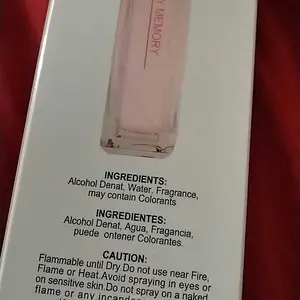 Y MEMORY
INGREDIENTS:
Alcohol Denat, Water, Fragrance,
may contain Colorants
INGREDIENTES:
Alcohol Denat, Agua, Fragancia,
puede ontener Colorantes.
CAUTION:
Flammable until Dry.Do not use near Fire,
Flame or Heat.Avoid spraying in eyes or
on sensitive skin.Do not spray on a naked
flame or any incandes